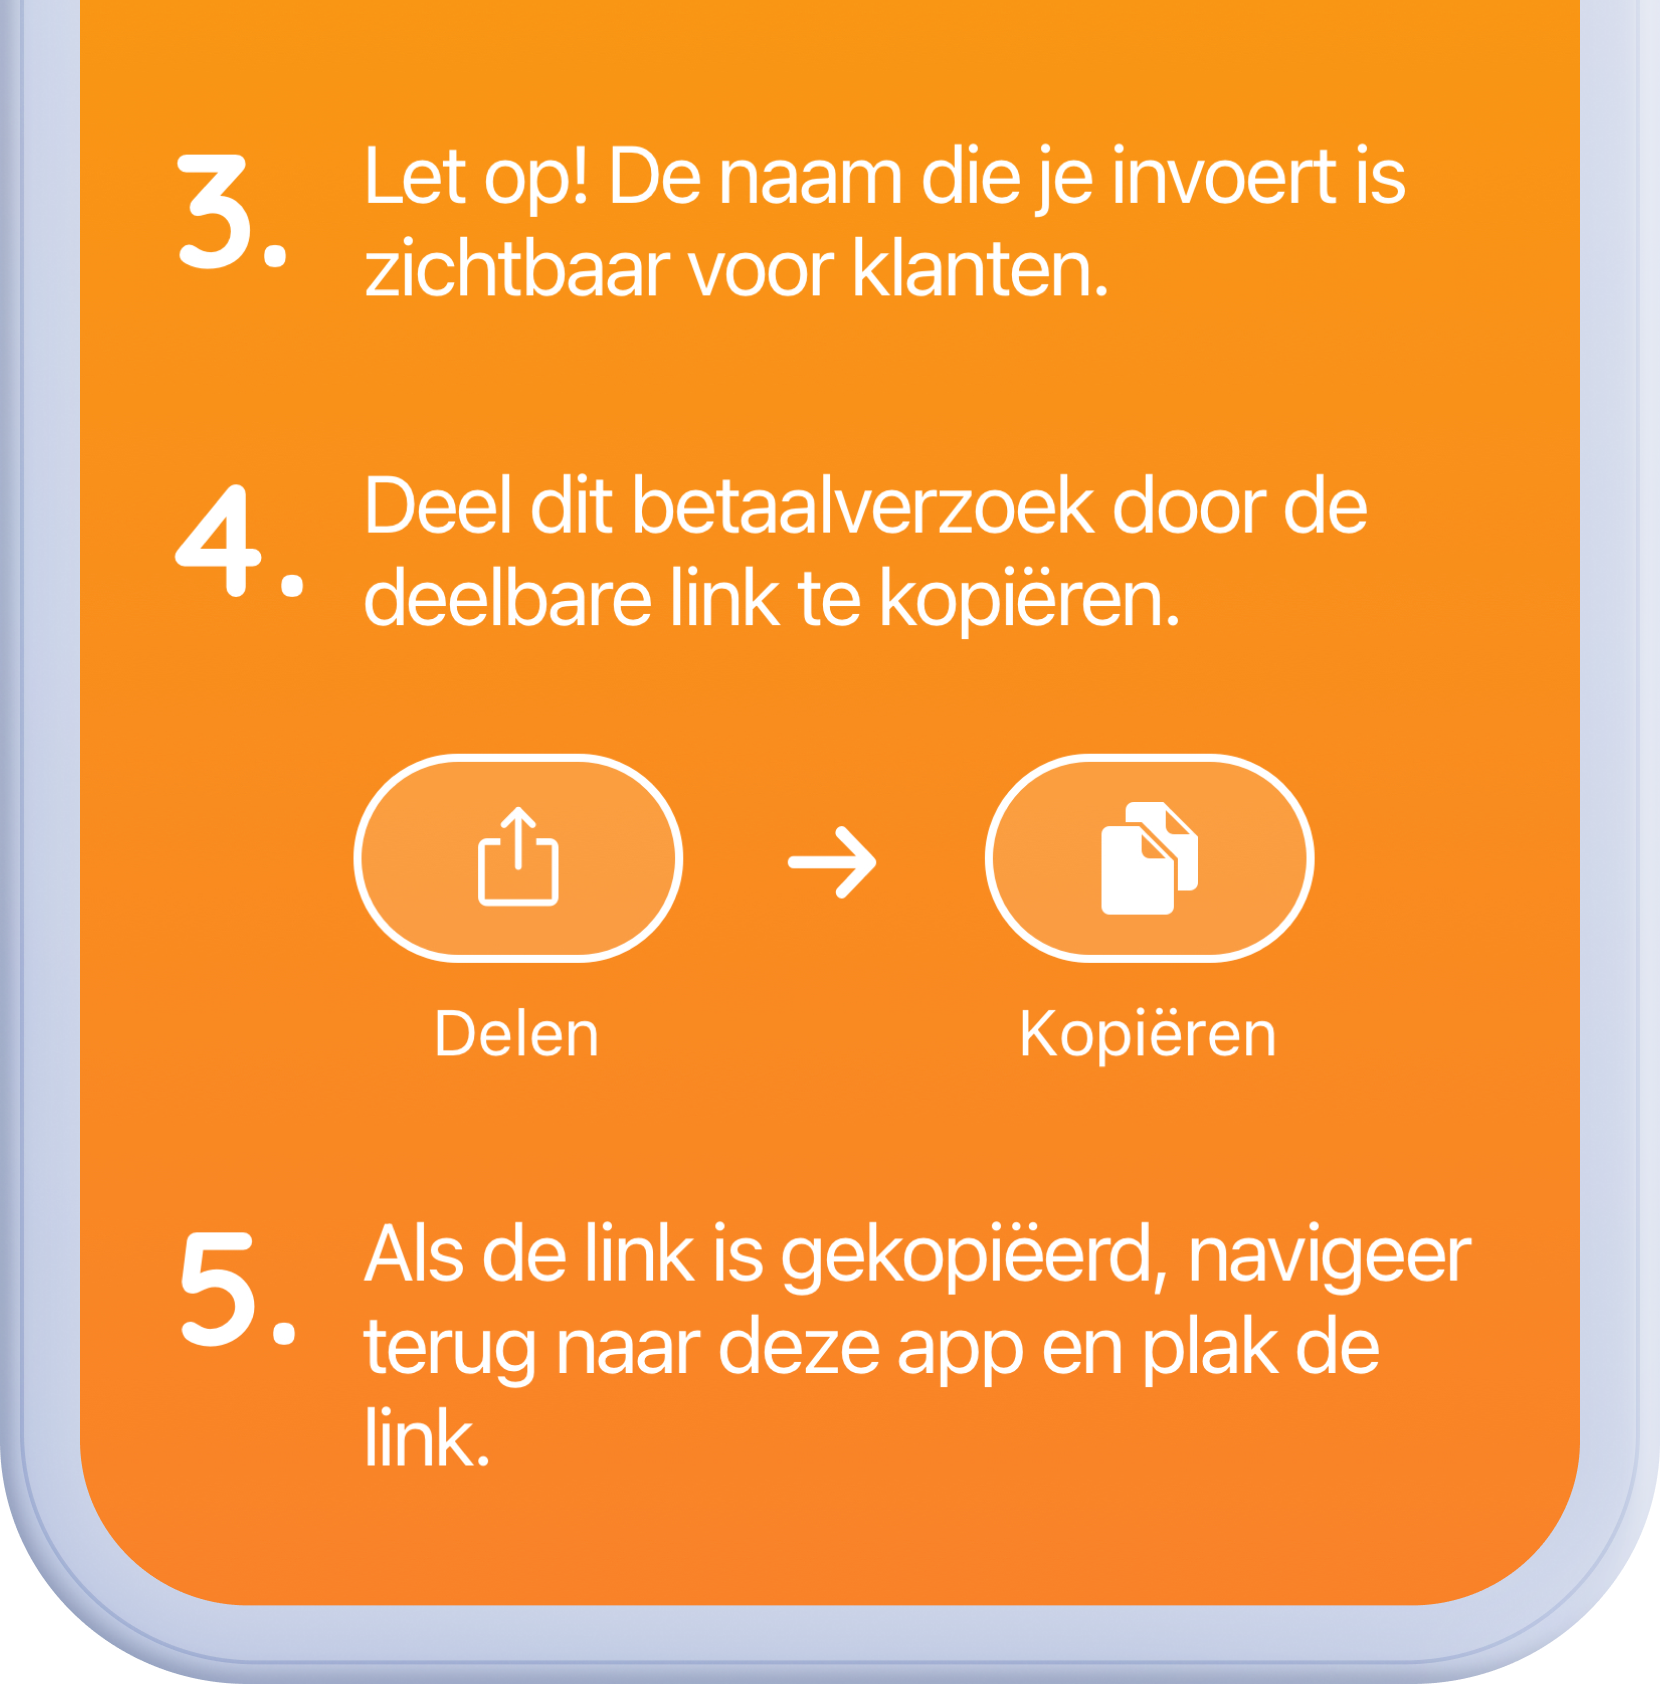 3. Let op! De naam die je invoert is
zichtbaar voor klanten.
4. Deel dit betaalverzoek door de
deelbare link te kopiëren.
Delen
Kopiëren
5. Als de link is gekopiëerd, navigeer
terug naar deze app en plak de
link.